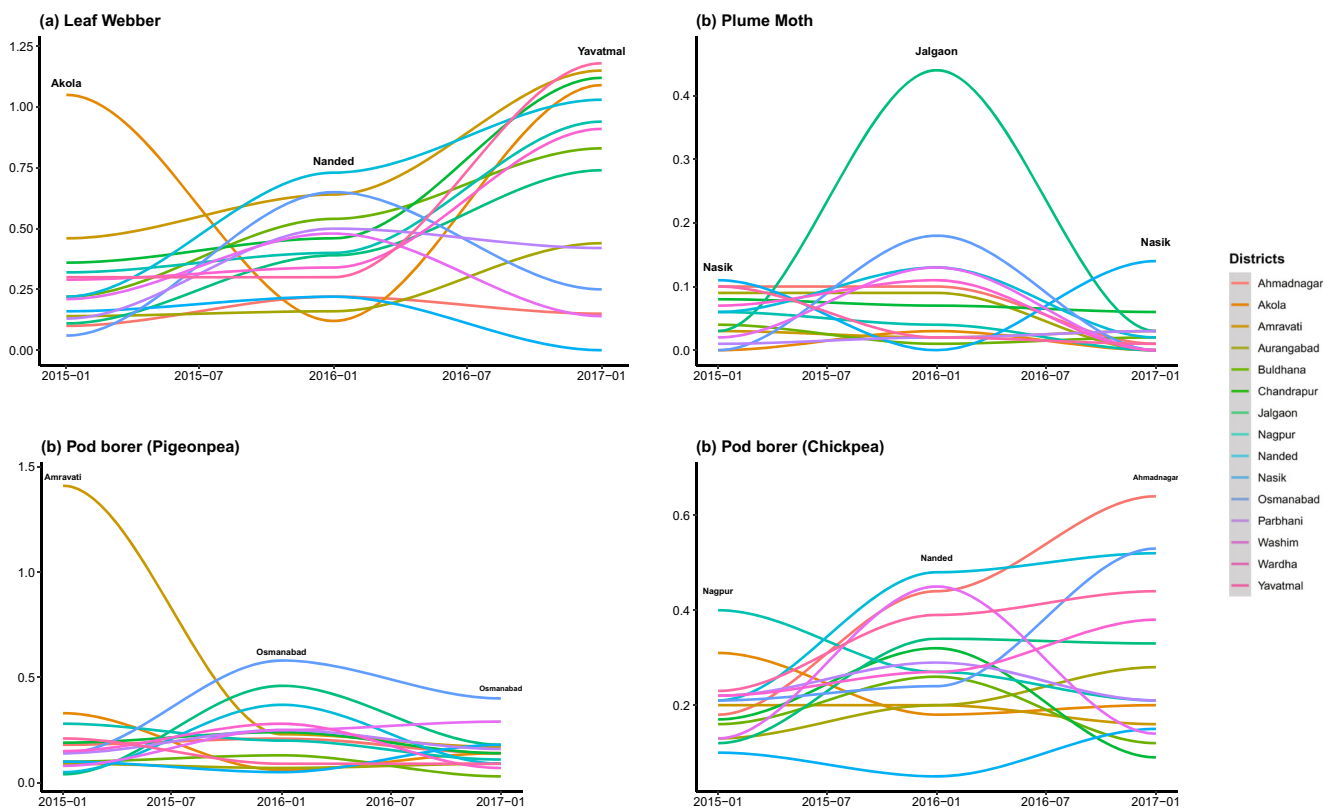 (a) Leaf Webber
1.25
1.00
0.75
0.50
0.25
0.00
Akola
Nanded
Yavatmal
2015−01
2015−07
2016−01
2016−07
2017−01
(b) Plume Moth
0.4
0.3
0.2
0.1
0.0
Nasik
Jalgaon
Nasik
2015−01
2015−07
2016−01
2016−07
2017−01
(b) Pod borer (Pigeonpea)
1.5
1.0
0.5
0.0
Amravati
Osmanabad
Osmanabad
2015−01
2015−07
2016−01
2016−07
2017−01
(b) Pod borer (Chickpea)
0.6
0.4
0.2
Nagpur
Nanded
Ahmadnagar
2015−01
2015−07
2016−01
2016−07
2017−01
Districts
Ahmadnagar
Akola
Amravati
Aurangabad
Buldhana
Chandrapur
Jalgaon
Nagpur
Nanded
Nasik
Osmanabad
Parbhani
Washim
Wardha
Yavatmal